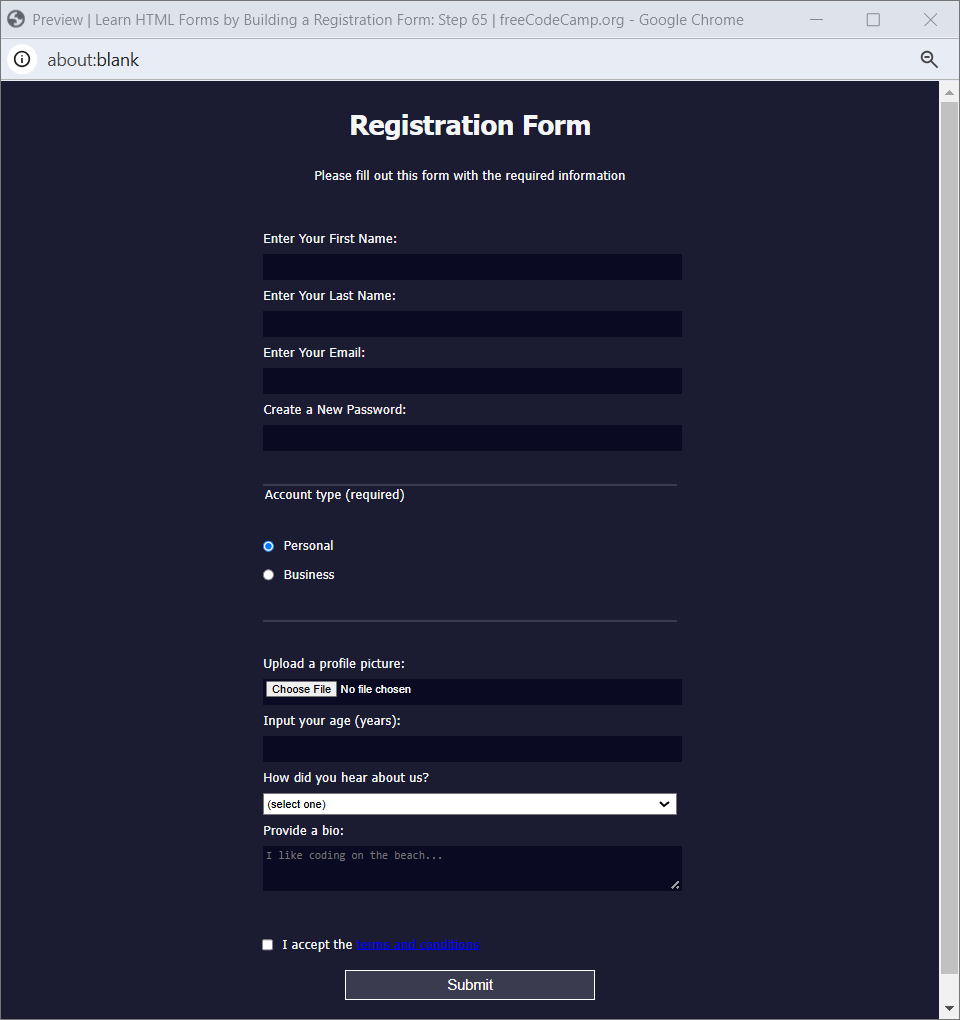 Preview | Learn HTML Forms by Building a Registration Form: Step 65 | freeCodeCamp.org - Google Chrome
about:blank
Registration Form
Please fill out this form with the required information
Enter Your First Name:
Enter Your Last Name:
Enter Your Email:
Create a New Password:
Account type (required)
Personal
Business
Upload a profile picture:
Choose File No file chosen
Input your age (years):
How did you hear about us?
(select one)
Provide a bio:
I like coding on the beach...
I accept the terms and conditions
Submit